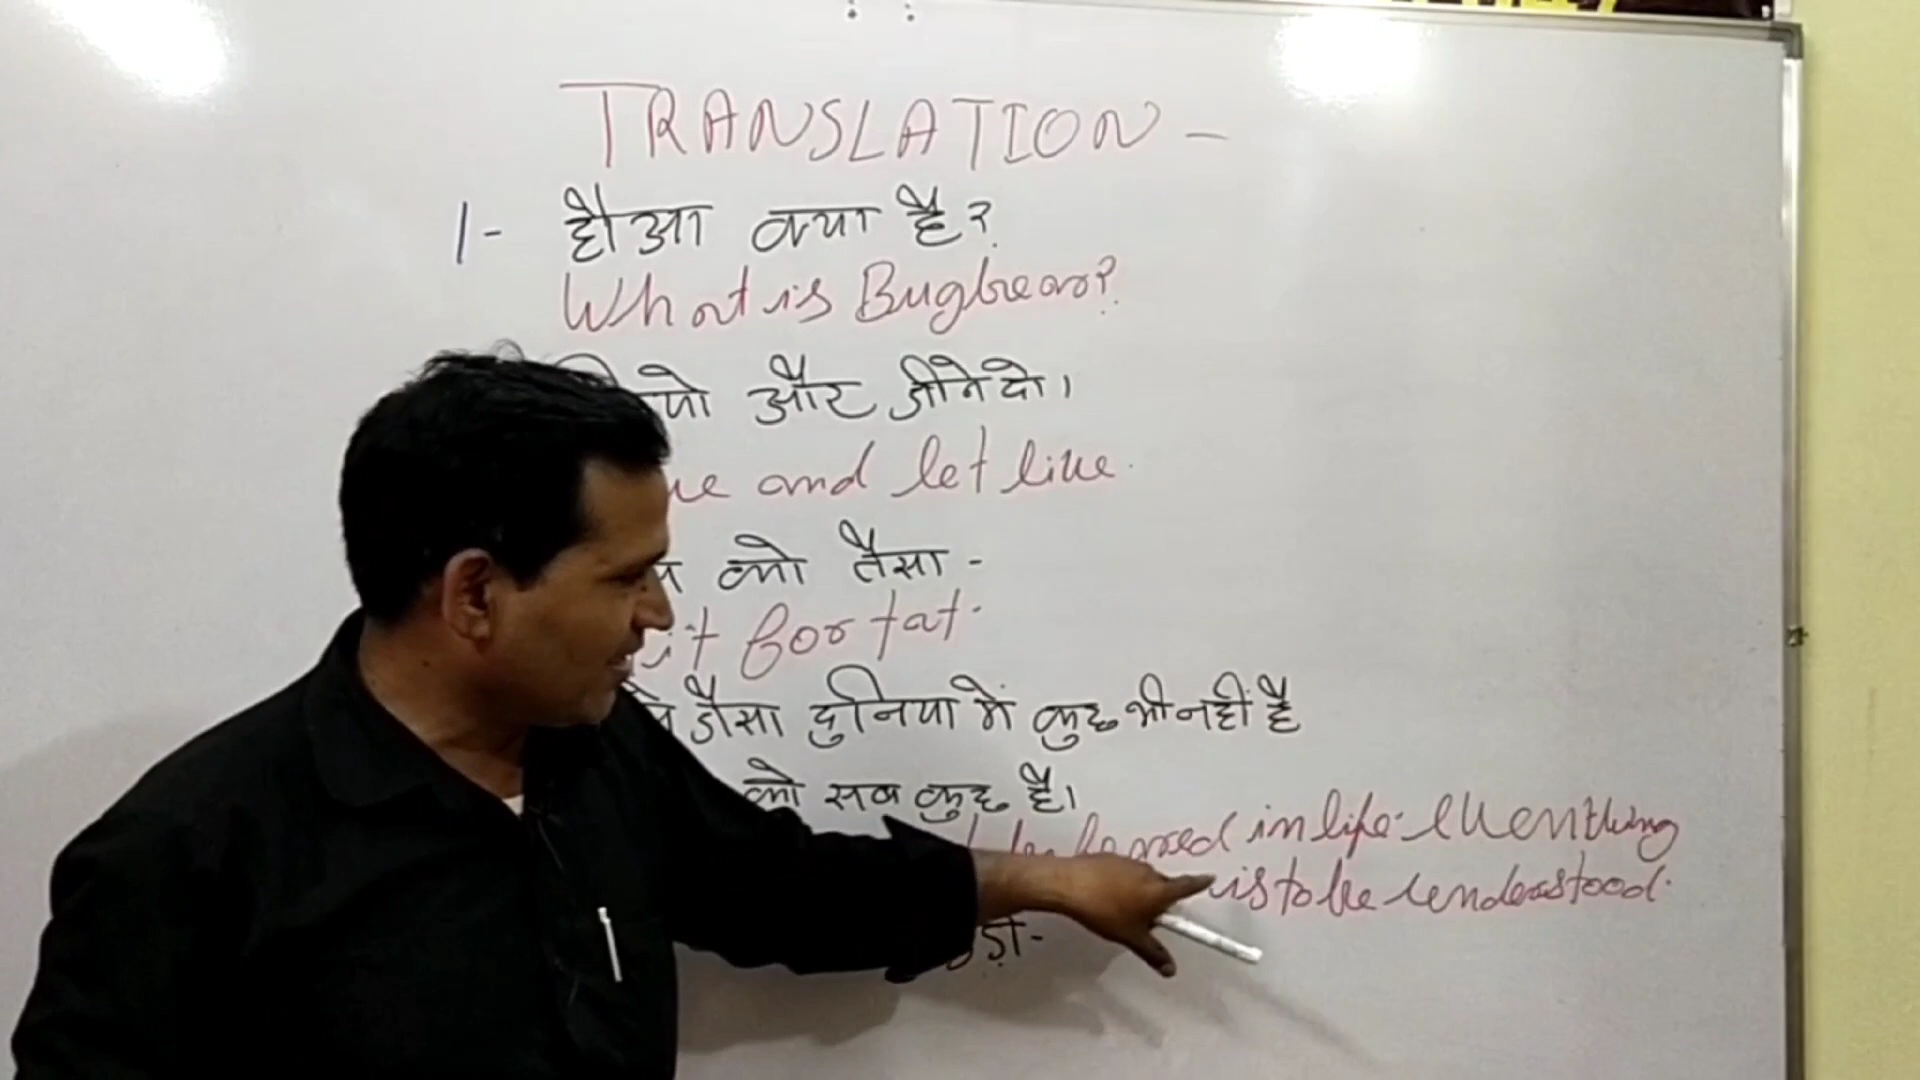 TRANSLATION -
1- हौआ क्या है?
What is Bugbear?
और जीने दो।
and let live.
को तैसा -
for tat.
जैसा दुनिया में कुछ भी नहीं है
को सब कुछ है।
in life. Everything
is to be understood.